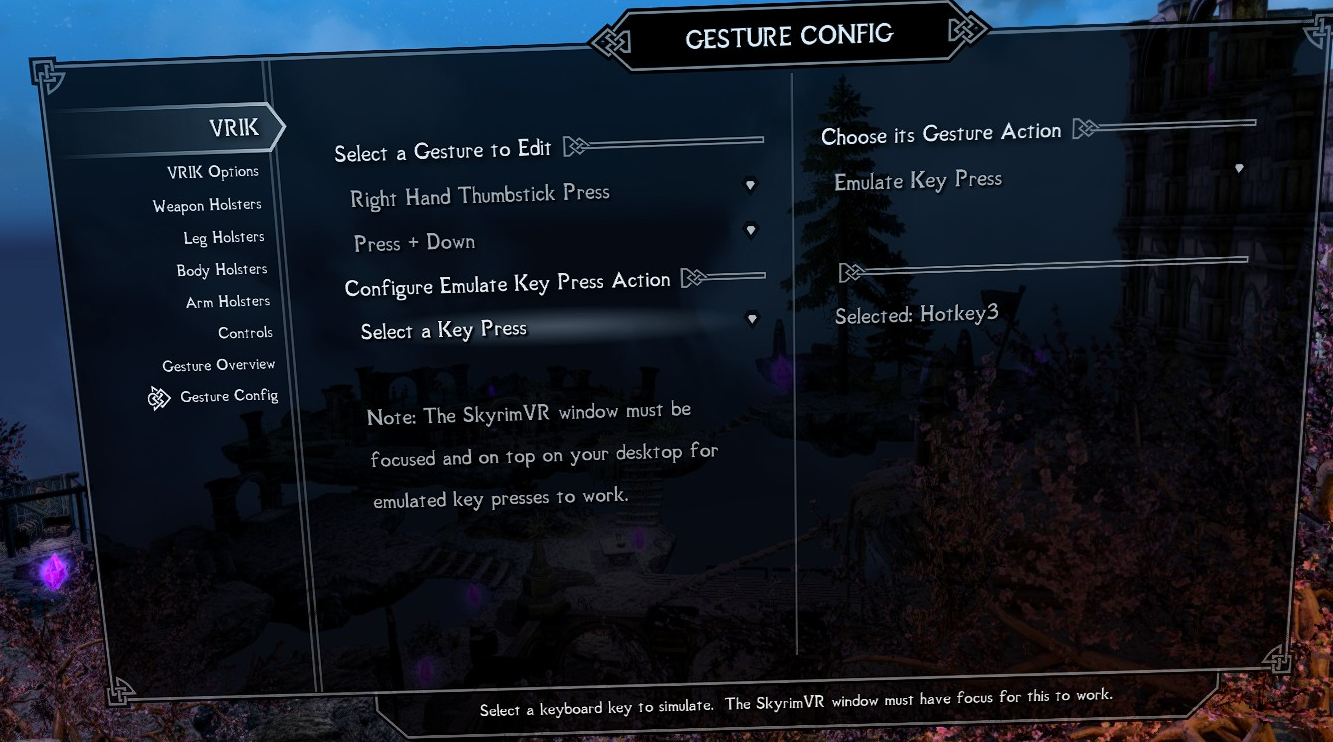 GESTURE CONFIG
VRIK
VRIK Options
Weapon Holsters
Leg Holsters
Body Holsters
Arm Holsters
Controls
Gesture Overview
Gesture Config
Select a Gesture to Edit
Right Hand Thumbstick Press
Press + Down
Configure Emulate Key Press Action
Select a Key Press
Note: The SkyrimVR window must be
focused and on top on your desktop for
emulated key presses to work.
Choose its Gesture Action
Emulate Key Press
Selected: Hotkey3
Select a keyboard key to simulate. The SkyrimVR window must have focus for this to work.